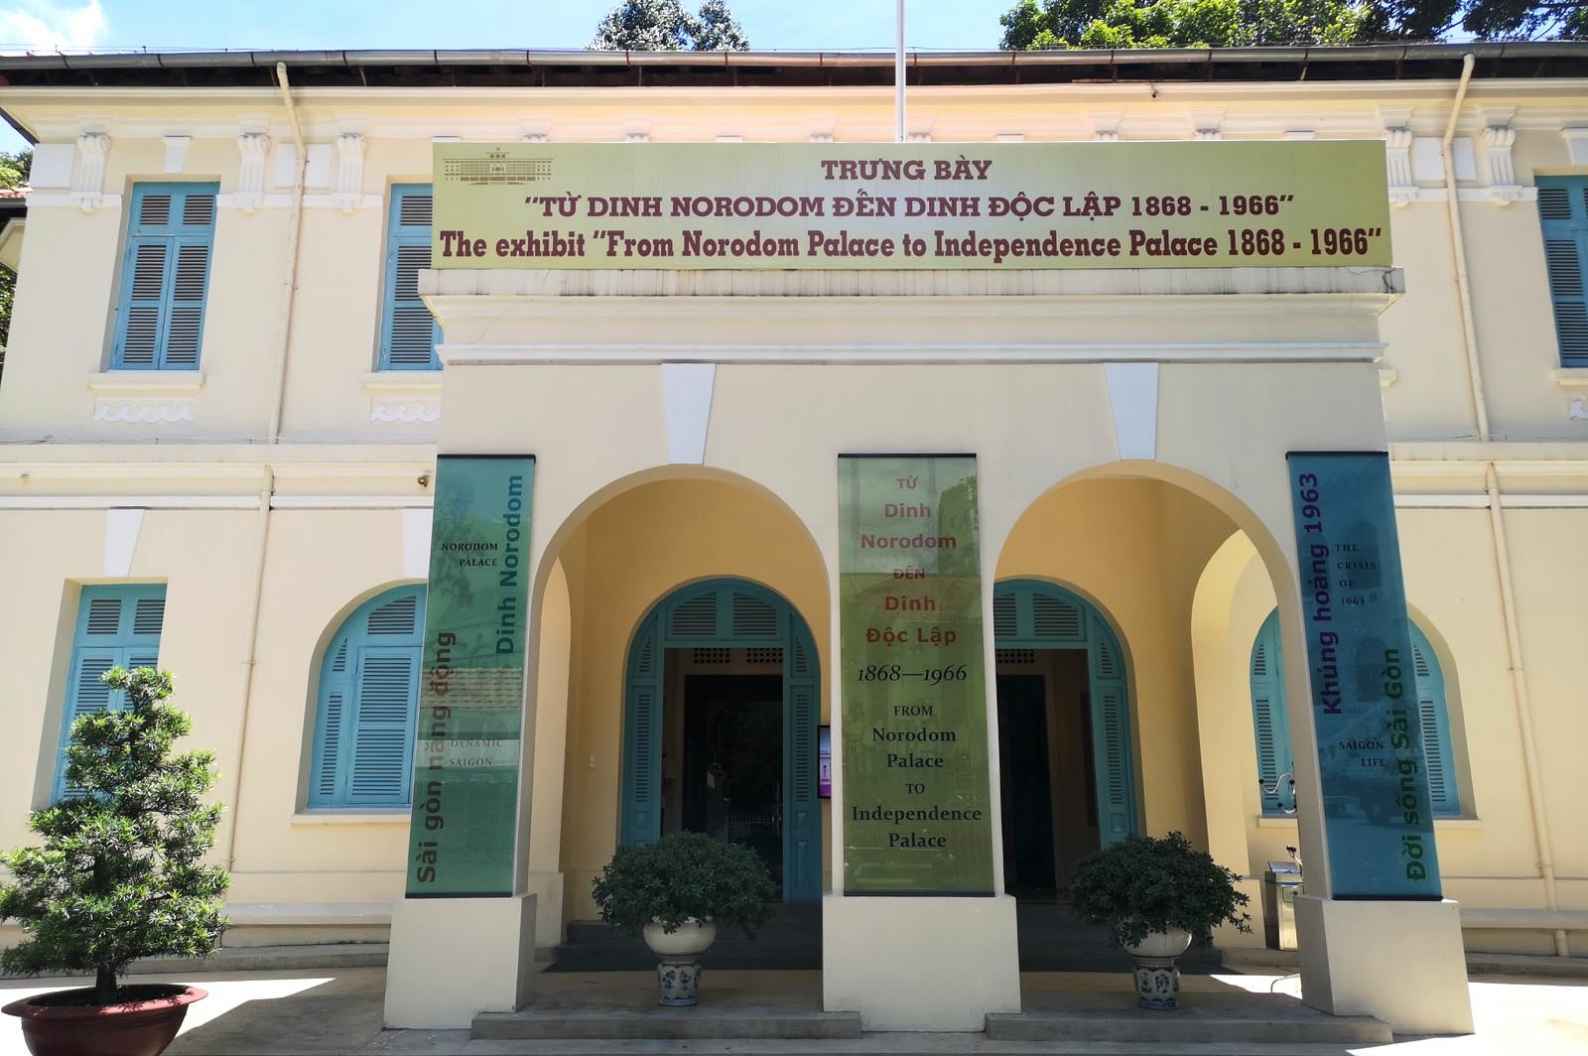 TRƯNG BÀY
“TỪ DINH NORODOM ĐẾN DINH ĐỘC LẬP 1868 - 1966”
The exhibit “From Norodom Palace to Independence Palace 1868 - 1966”
Dinh Norodom
NORODOM
PALACE
Sài gòn năng động
DYNAMIC
SAIGON
TỪ
Dinh
Norodom
ĐẾN
Dinh
Độc Lập
1868—1966
FROM
Norodom
Palace
TO
Independence
Palace
Khủng hoảng 1963
THE
CRISIS
OF
1963
SAIGON
LIFE
Đời sống Sài Gòn